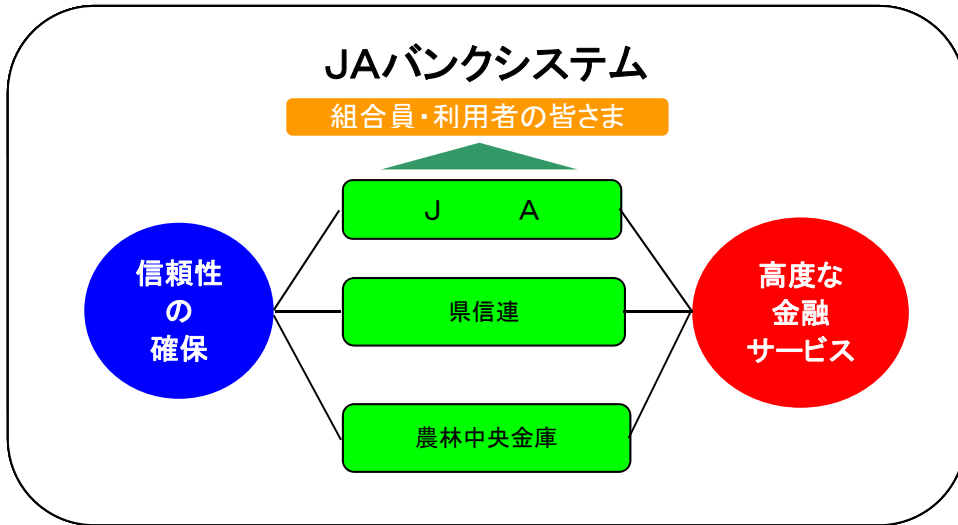 JAバンクシステム
組合員・利用者の皆さま
J A
信頼性
の
確保
県信連
高度な
金融
サービス
農林中央金庫